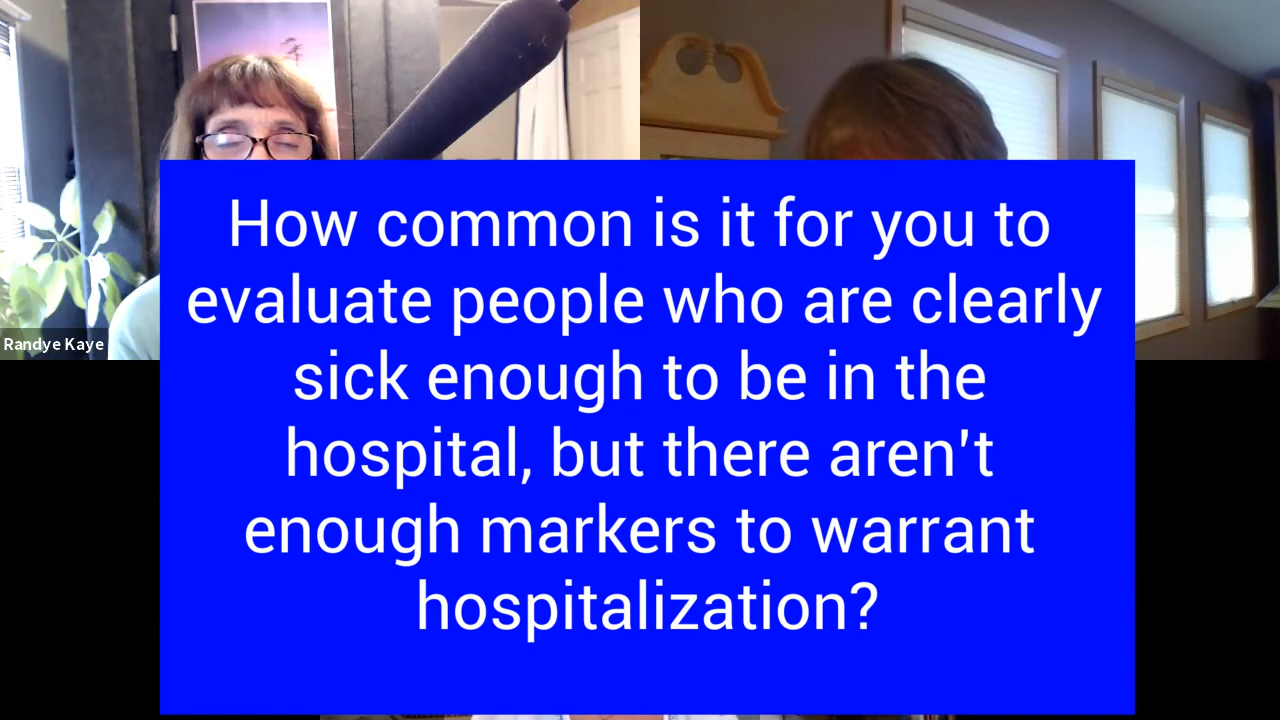 Randye Kaye
How common is it for you to
evaluate people who are clearly
sick enough to be in the
hospital, but there aren't
enough markers to warrant
hospitalization?